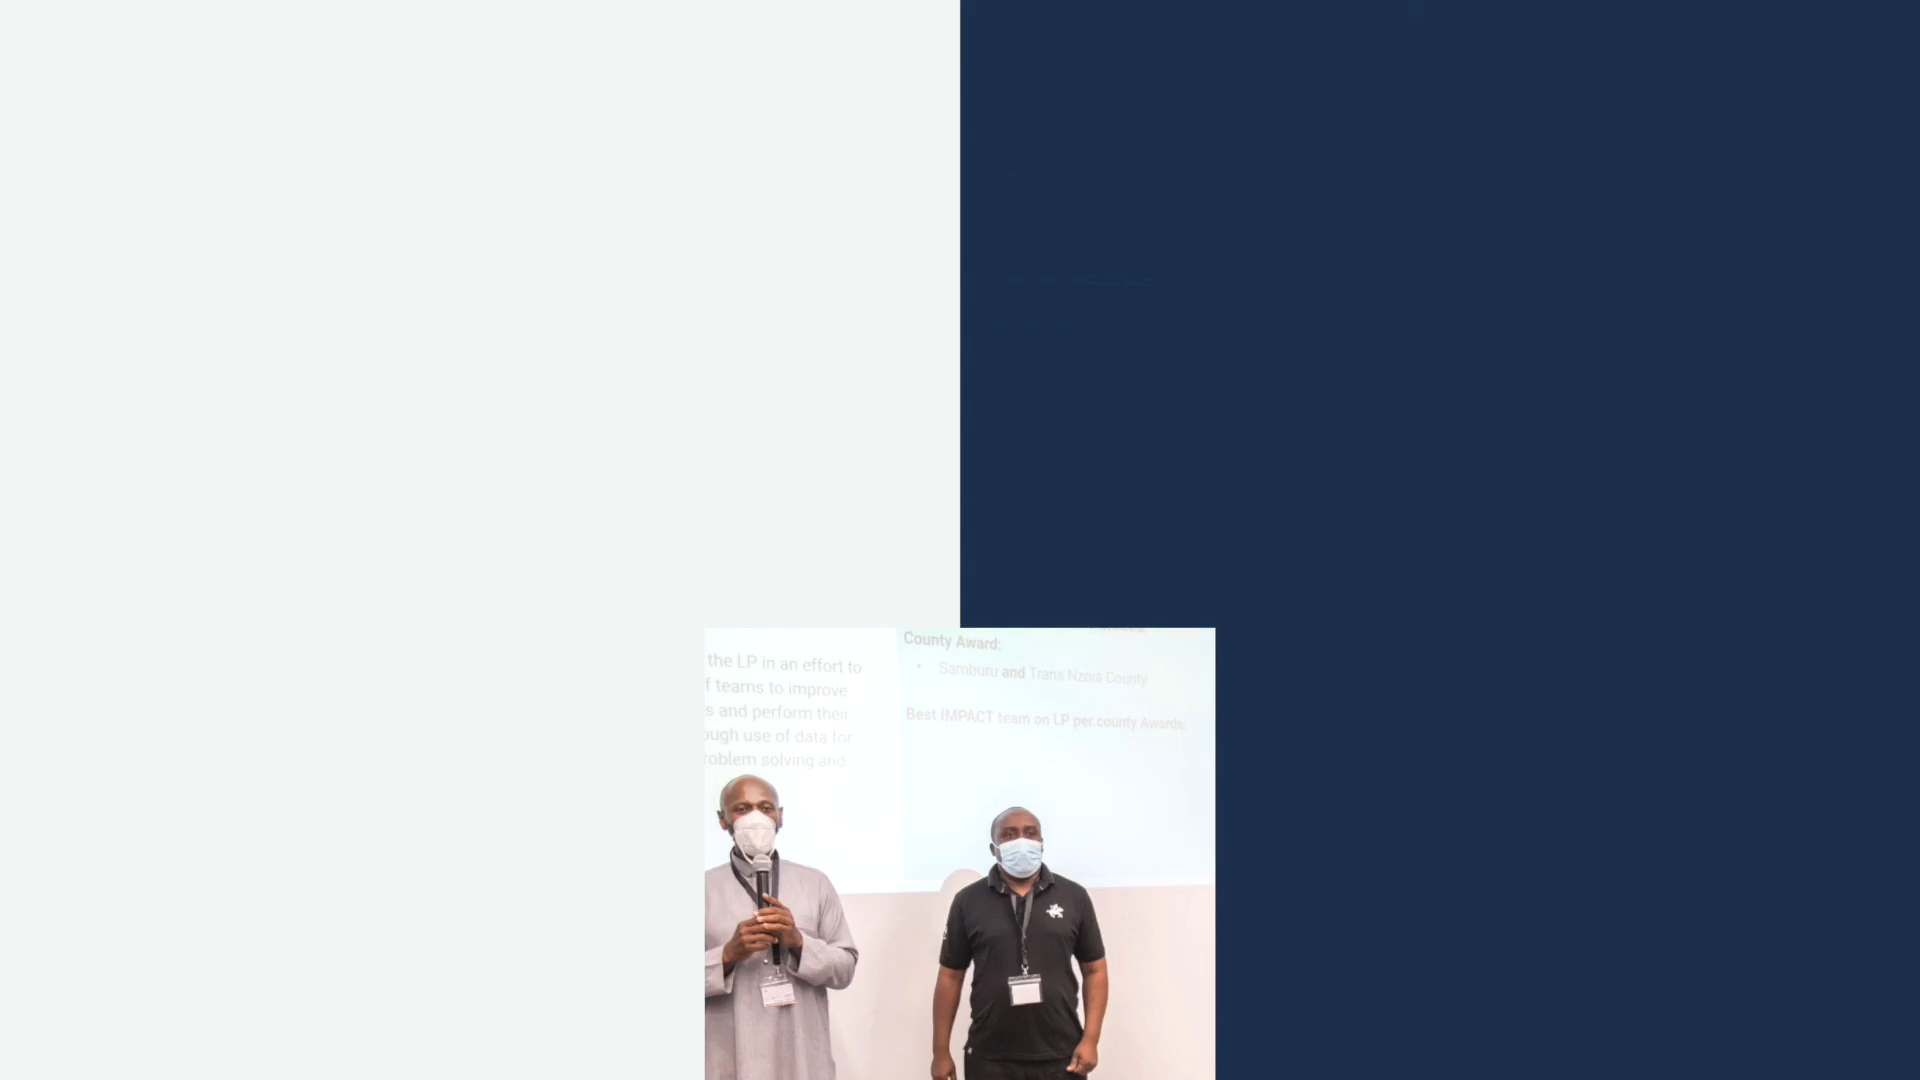 the LP in an effort to
f teams to improve
s and perform their
ough use of data for
roblem solving and
County Award:
• Samburu and Trans Nzoia County
Best IMPACT team on LP per county Awards: